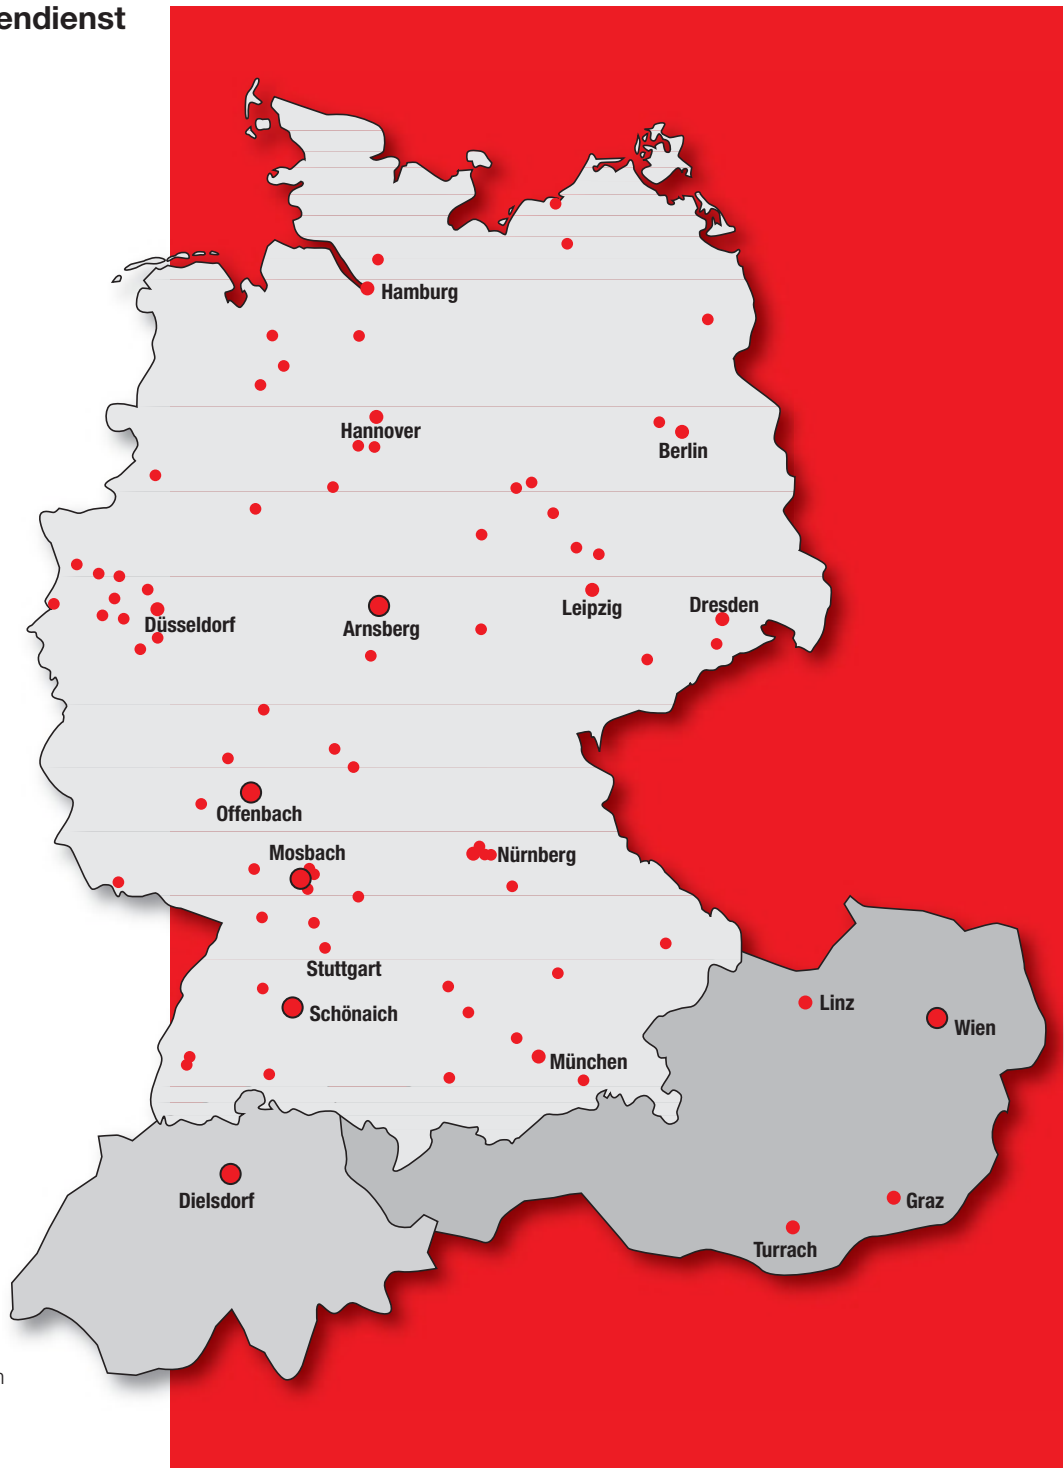 endienst
Hamburg
Hannover
Berlin
Leipzig
Dresden
Düsseldorf
Arnsberg
Offenbach
Mosbach
Nürnberg
Stuttgart
Schönaich
Linz
Wien
München
Dielsdorf
Graz
Turrach
n